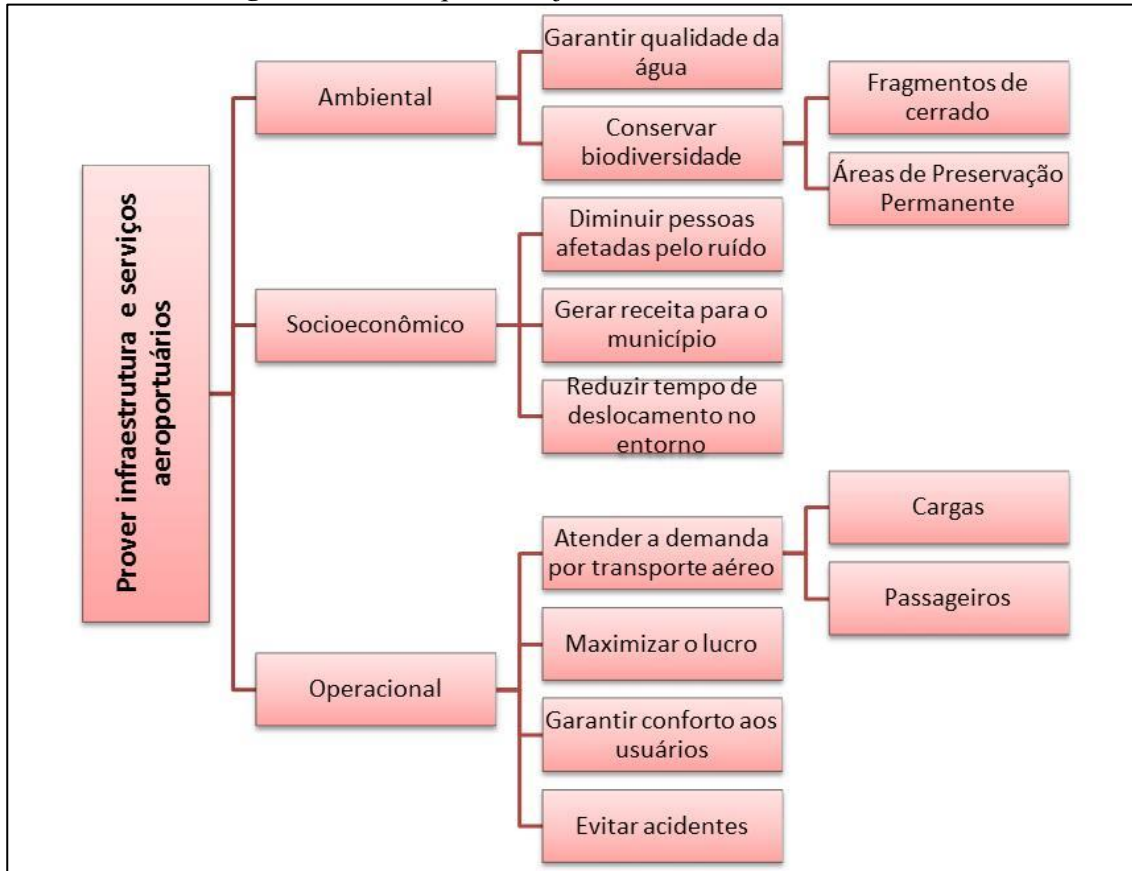 Prover infraestrutura e serviços
aeroportuários
Ambiental
Garantir qualidade da
água
Conservar
biodiversidade
Fragmentos de
cerrado
Áreas de Preservação
Permanente
Socioeconômico
Diminuir pessoas
afetadas pelo ruído
Gerar receita para o
município
Reduzir tempo de
deslocamento no
entorno
Operacional
Atender a demanda
por transporte aéreo
Cargas
Passageiros
Maximizar o lucro
Garantir conforto aos
usuários
Evitar acidentes